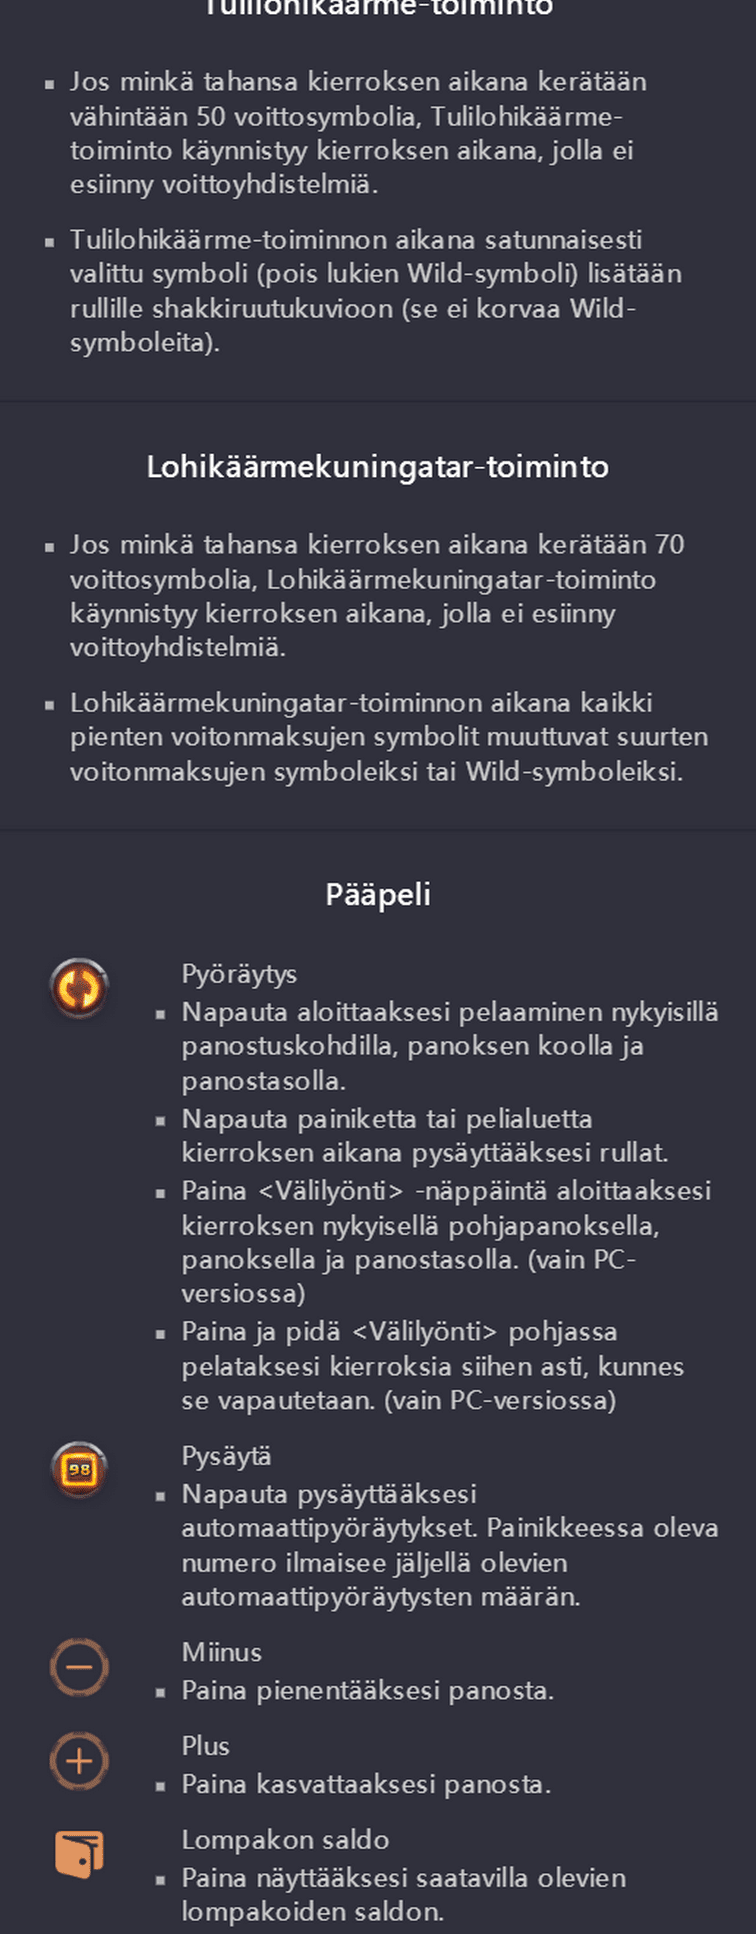 Tulilohikäärme-toiminto
Jos minkä tahansa kierroksen aikana kerätään
vähintään 50 voittosymbolia, Tulilohikäärme-
toiminto käynnistyy kierroksen aikana, jolla ei
esiinny voittoyhdistelmiä.
Tulilohikäärme-toiminnon aikana satunnaisesti
valittu symboli (pois lukien Wild-symboli) lisätään
rullille shakkiruutukuvioon (se ei korvaa Wild-
symboleita).
Lohikäärmekuningatar-toiminto
Jos minkä tahansa kierroksen aikana kerätään 70
voittosymbolia, Lohikäärmekuningatar-toiminto
käynnistyy kierroksen aikana, jolla ei esiinny
voittoyhdistelmiä.
Lohikäärmekuningatar-toiminnon aikana kaikki
pienten voitonmaksujen symbolit muuttuvat suurten
voitonmaksujen symboleiksi tai Wild-symboleiksi.
Pääpeli
Pyöräytys
Napauta aloittaaksesi pelaaminen nykyisillä
panostuskohdilla, panoksen koolla ja
panostasolla.
Napauta painiketta tai pelialuetta
kierroksen aikana pysäyttääksesi rullat.
Paina <Välilyönti> -näppäintä aloittaaksesi
kierroksen nykyisellä pohjapanoksella,
panoksella ja panostasolla. (vain PC-
versiossa)
Paina ja pidä <Välilyönti> pohjassa
pelataksesi kierroksia siihen asti, kunnes
se vapautetaan. (vain PC-versiossa)
98
Pysäytä
Napauta pysäyttääksesi
automaattipyöräytykset. Painikkeessa oleva
numero ilmaisee jäljellä olevien
automaattipyöräytysten määrän.
Miinus
Paina pienentääksesi panosta.
Plus
Paina kasvattaaksesi panosta.
Lompakon saldo
Paina näyttääksesi saatavilla olevien
lompakoiden saldon.